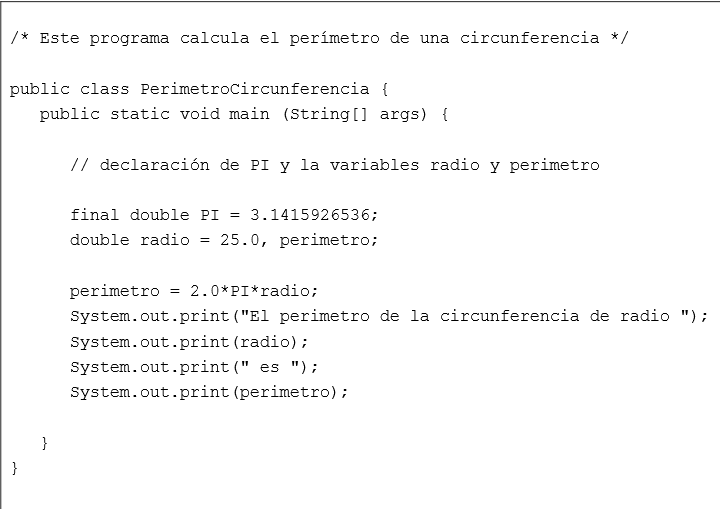 /* Este programa calcula el perímetro de una circunferencia */
public class PerimetroCircunferencia {
public static void main (String[] args) {
// declaración de PI y la variables radio y perimetro
final double PI = 3.1415926536;
double radio = 25.0, perimetro;
perimetro = 2.0*PI*radio;
System.out.print("El perimetro de la circunferencia de radio ");
System.out.print(radio);
System.out.print(" es ");
System.out.print(perimetro);
}
}